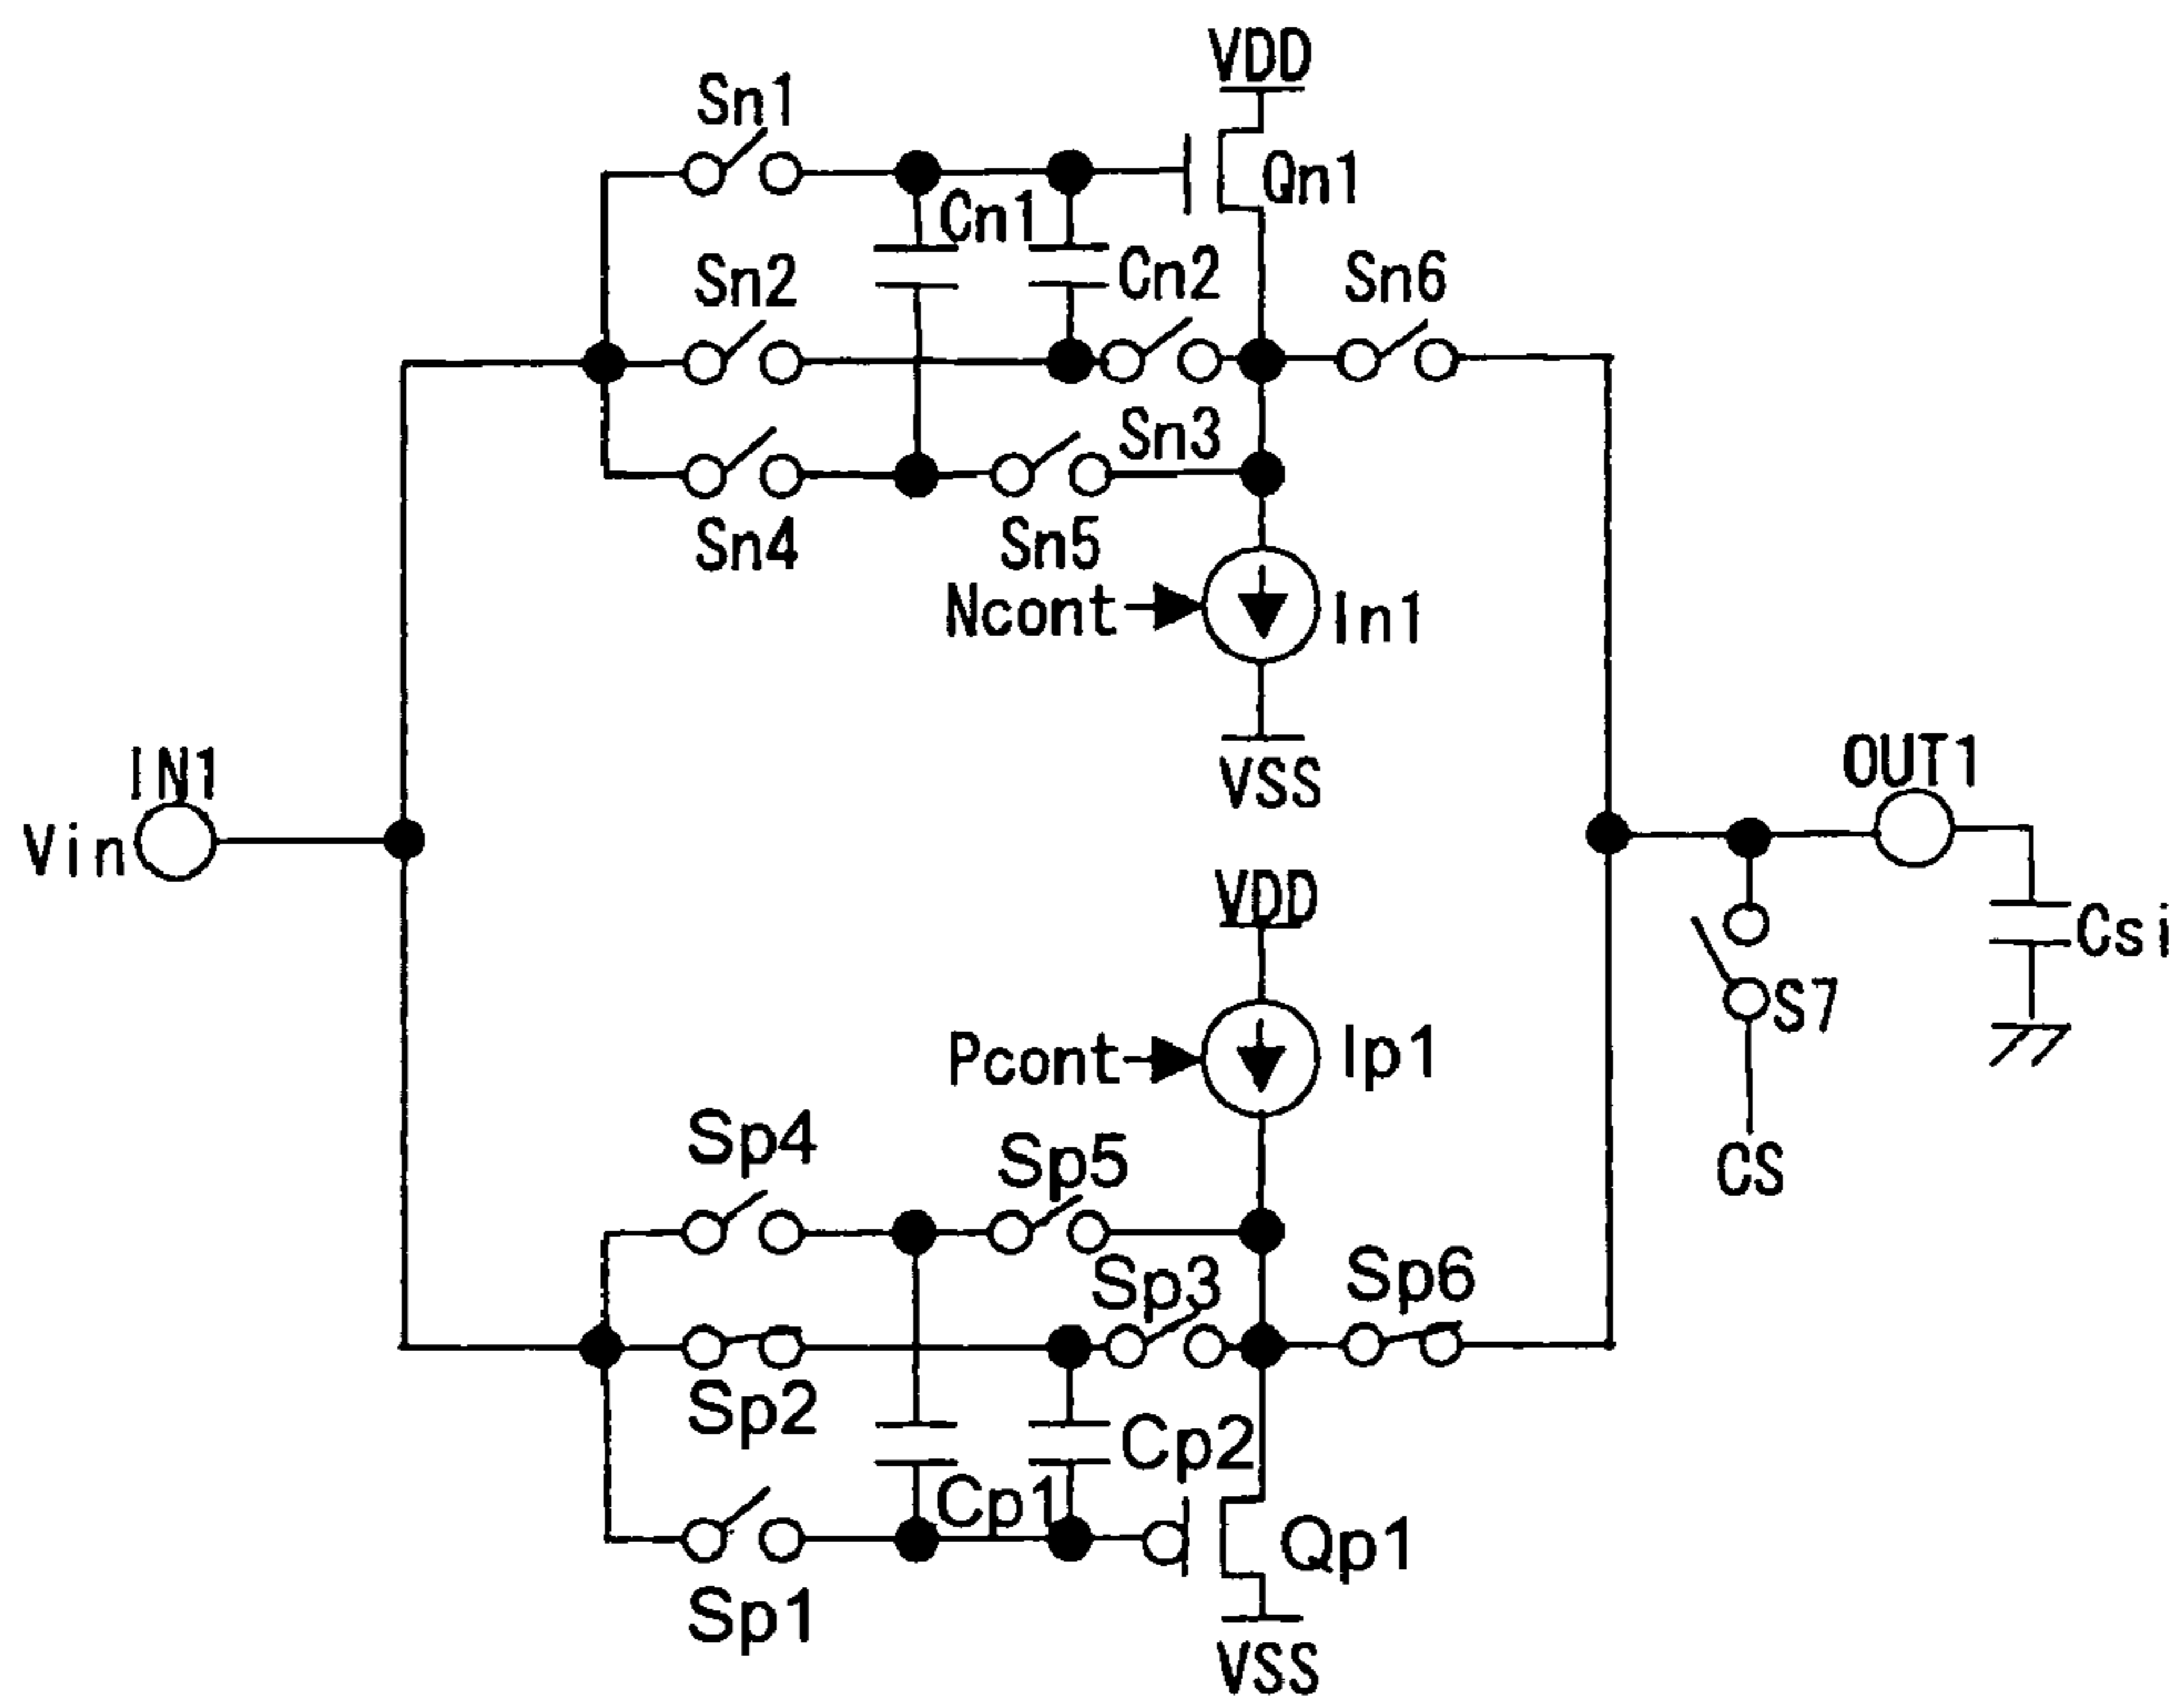 VDD
Sn1
Qn1
Cn1
Sn2
Cn2
Sn6
Sn3
Sn4
Sn5
Ncont
In1
VSS
IN1
OUT1
Vin
VDD
Csi
S7
Pcont
Ip1
Sp4
Sp5
CS
Sp3
Sp6
Sp2
Cp2
Cp1
Qp1
Sp1
VSS